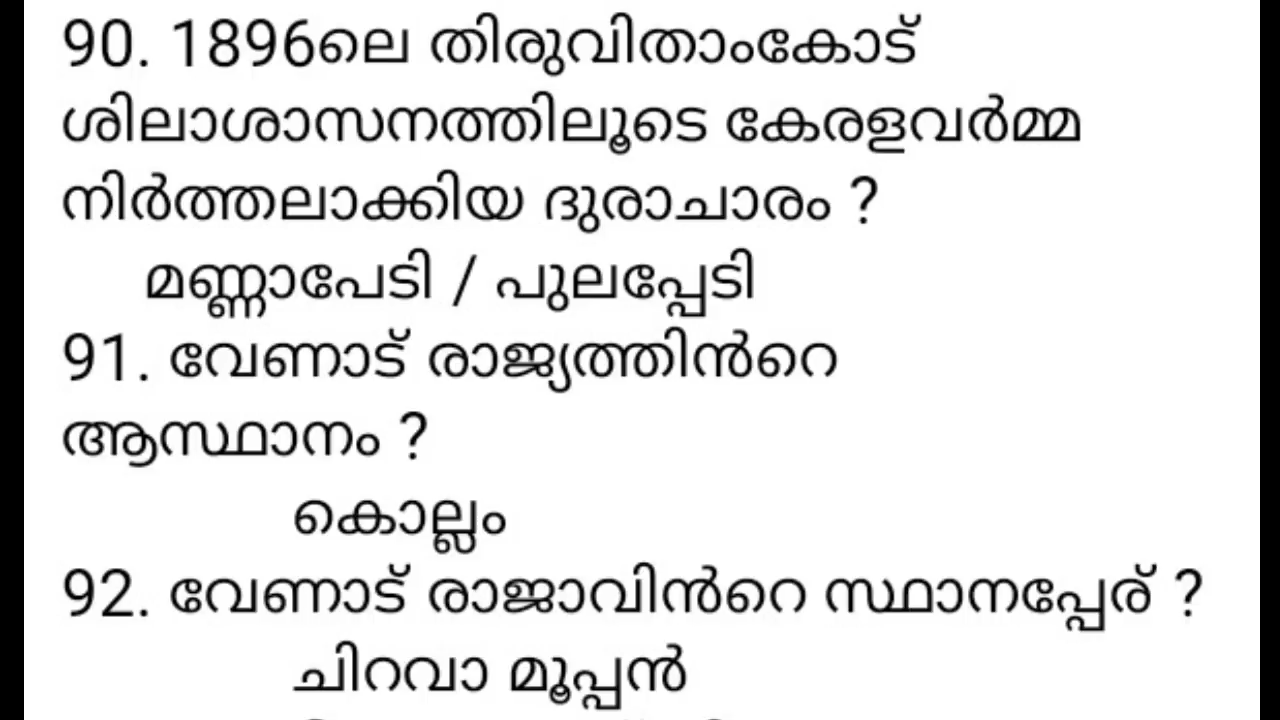 90. 1896ലെ തിരുവിതാംകോട്
ശിലാശാസനത്തിലൂടെ കേരളവർമ്മ
നിർത്തലാക്കിയ ദുരാചാരം ?
മണ്ണാപേടി / പുലപ്പേടി
91. വേണാട് രാജ്യത്തിൻറെ
ആസ്ഥാനം ?
കൊല്ലം
92. വേണാട് രാജാവിൻറെ സ്ഥാനപ്പേര് ?
ചിറവാ മൂപ്പൻ